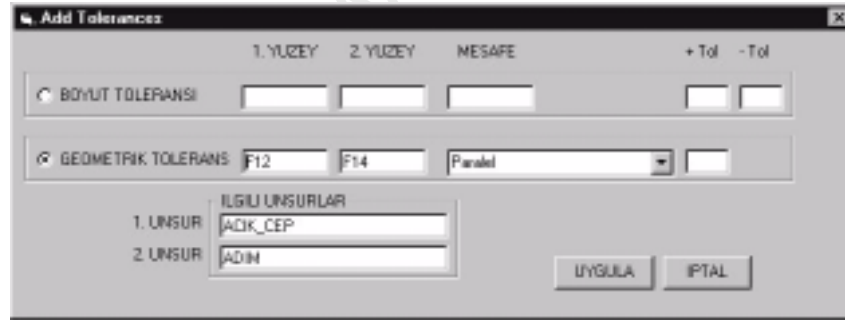 Add Tolerances
1. YUZEY 2. YUZEY MESAFE + Tol - Tol
BOYUT TOLERANSI
GEOMETRIK TOLERANS F12 F14 Paralel
ILGILI UNSURLAR
1. UNSUR ACIK_CEP
2. UNSUR ADIM
UYGULA IPTAL